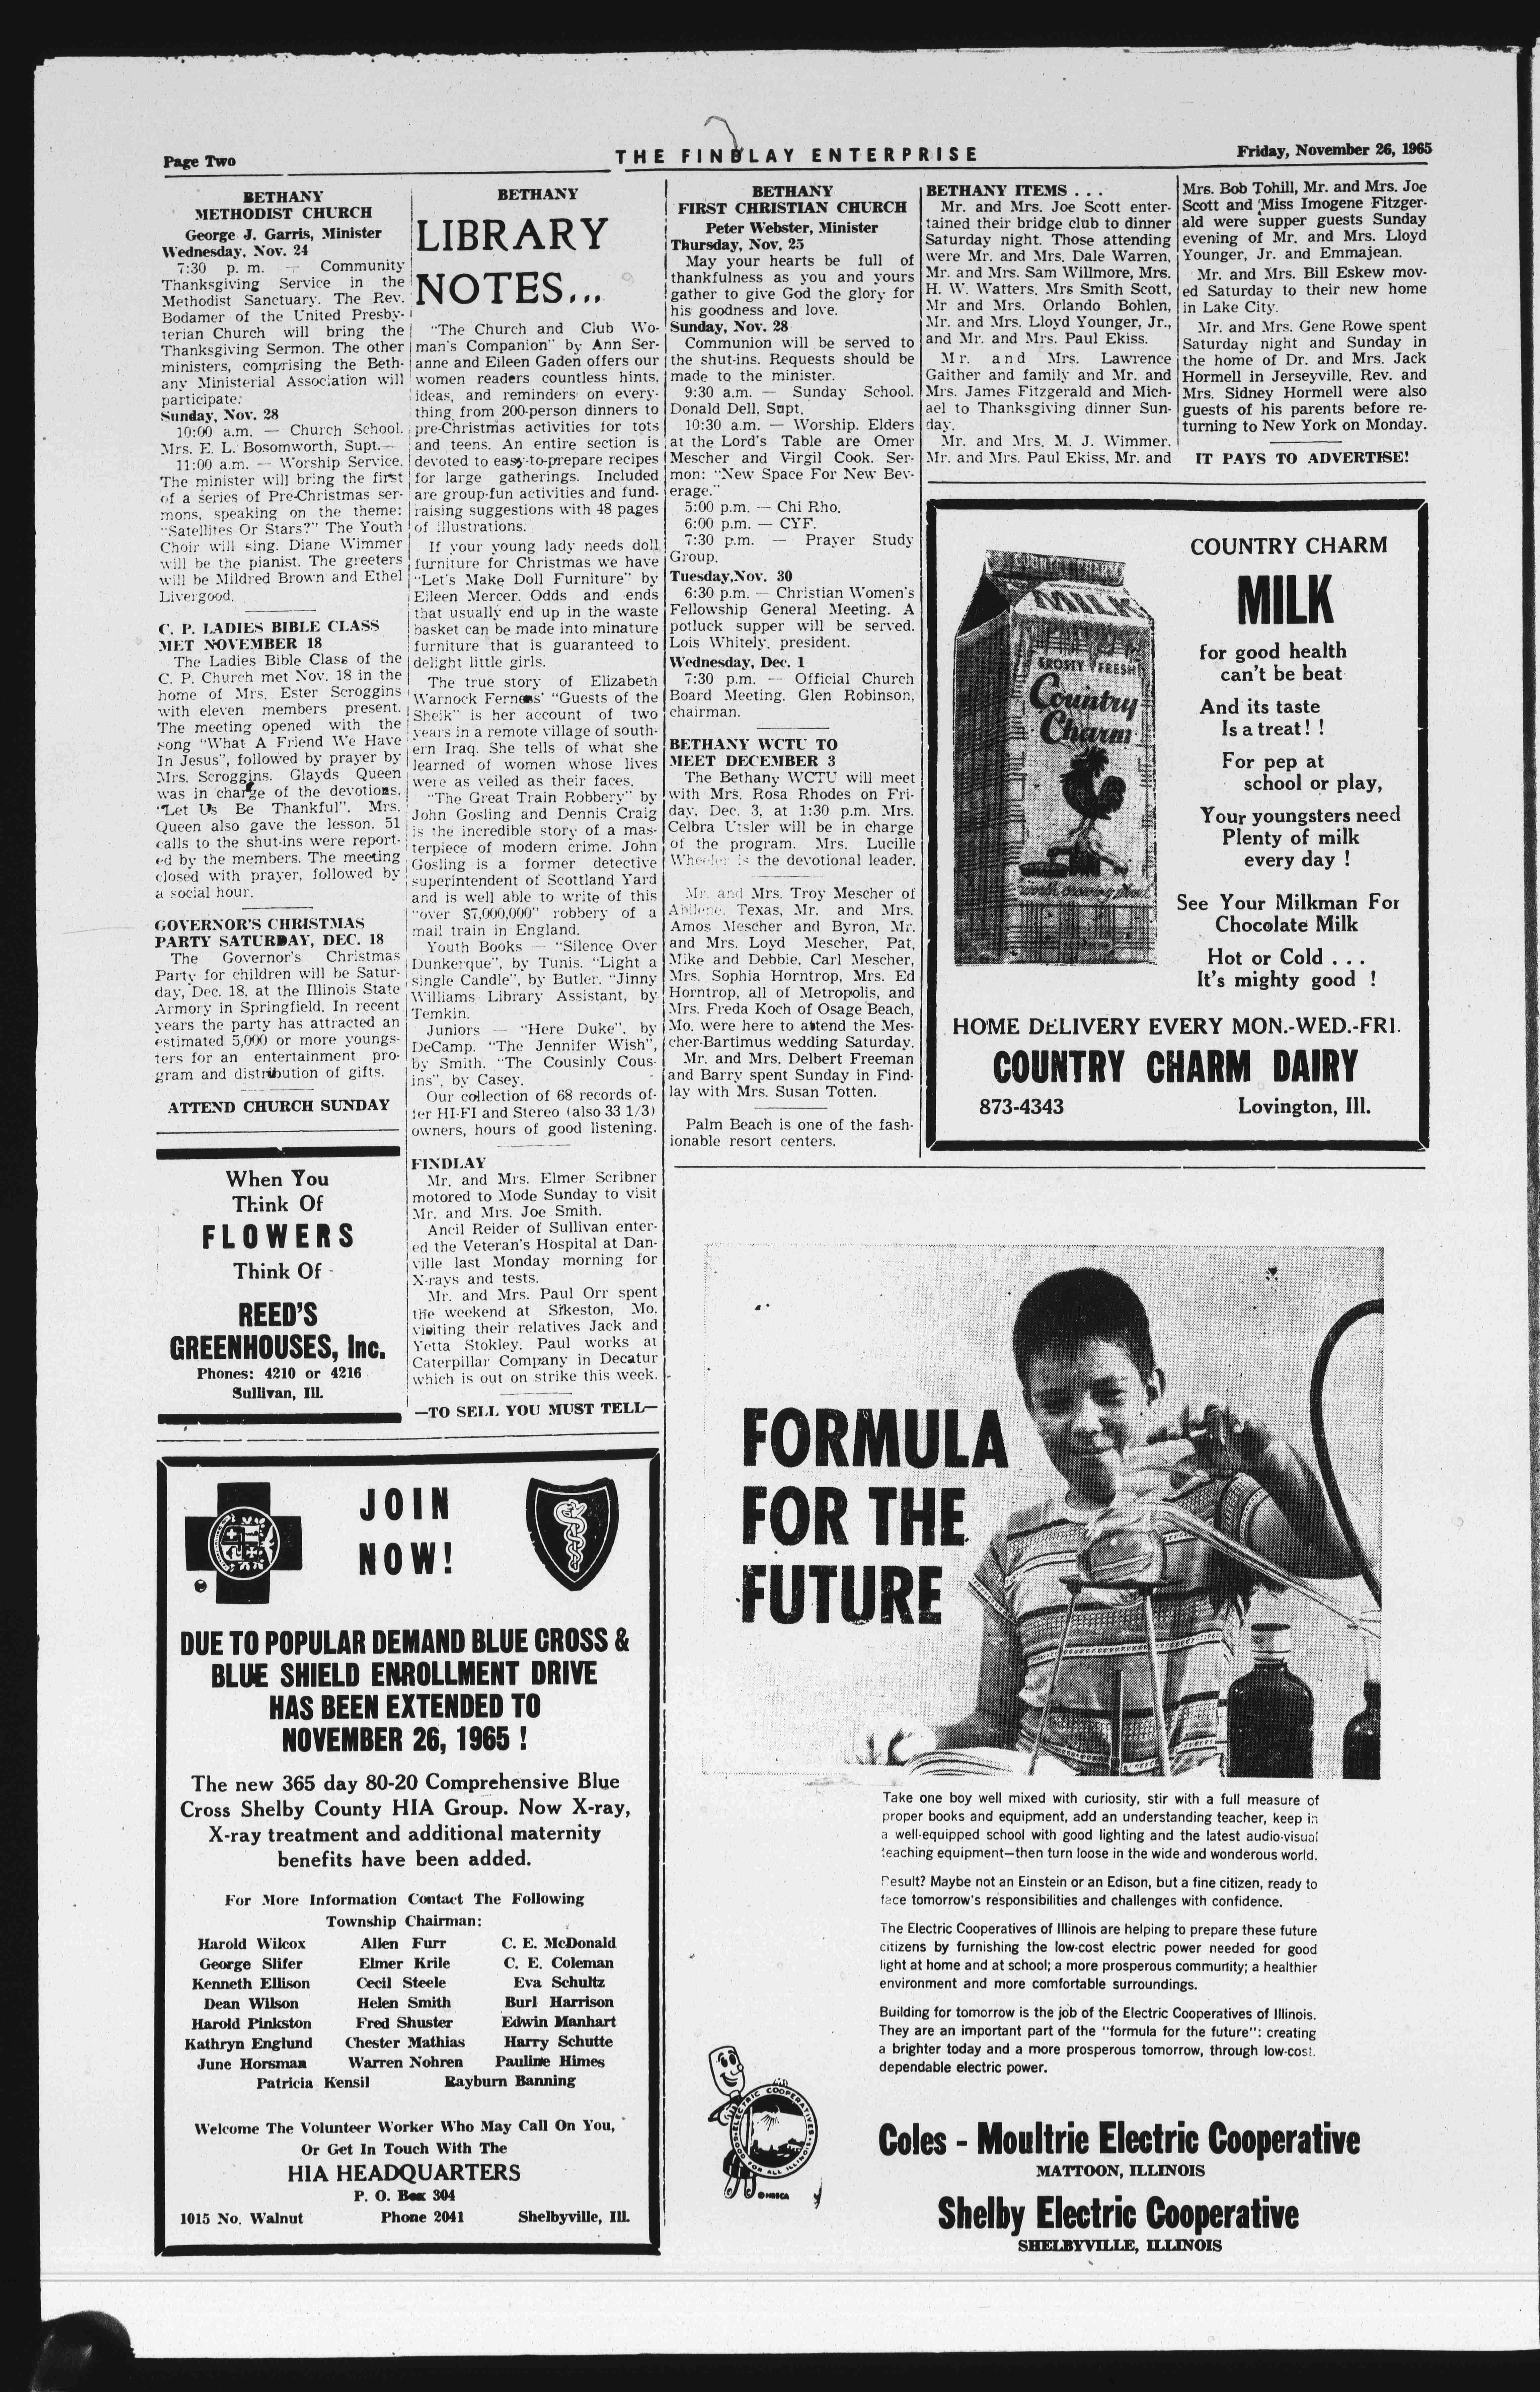 Page Two
THE FINDLAY ENTERPRISE
Friday, November 26, 1965
BETHANY
METHODIST CHURCH
George J. Garris, Minister
Wednesday, Nov. 24
7:30 p. m. — Community
Thanksgiving Service in the
Methodist Sanctuary. The Rev.
Bodamer of the United Presby-
terian Church will bring the
Thanksgiving Sermon. The other
ministers, comprising the Beth-
any Ministerial Association will
participate.
Sunday, Nov. 28
10:00 a.m. — Church School.
Mrs. E. L. Bosomworth, Supt.
11:00 a.m. — Worship Service.
The minister will bring the first
of a series of Pre-Christmas ser-
mons, speaking on the theme:
"Satellites Or Stars?" The Youth
Choir will sing. Diane Wimmer
will be the pianist. The greeters
will be Mildred Brown and Ethel
Livergood.
C. P. LADIES BIBLE CLASS
MET NOVEMBER 18
The Ladies Bible Class of the
C. P. Church met Nov. 18 in the
home of Mrs. Ester Scroggins
with eleven members present.
The meeting opened with the
song "What A Friend We Have
In Jesus", followed by prayer by
Mrs. Scroggins. Glayds Queen
was in charge of the devotions,
"Let Us Be Thankful". Mrs.
Queen also gave the lesson. 51
calls to the shut-ins were report-
ed by the members. The meeting
closed with prayer, followed by
a social hour.
GOVERNOR'S CHRISTMAS
PARTY SATURDAY, DEC. 18
The Governor's Christmas
Party for children will be Satur-
day, Dec. 18, at the Illinois State
Armory in Springfield. In recent
years the party has attracted an
estimated 5,000 or more youngs-
ters for an entertainment pro-
gram and distribution of gifts.
ATTEND CHURCH SUNDAY
When You
Think Of
FLOWERS
Think Of
REED'S
GREENHOUSES, Inc.
Phones: 4210 or 4216
Sullivan, Ill.
BETHANY
LIBRARY
NOTES...
"The Church and Club Wo-
man's Companion" by Ann Ser-
anne and Eileen Gaden offers our
women readers countless hints,
ideas, and reminders on every-
thing from 200-person dinners to
pre-Christmas activities for tots
and teens. An entire section is
devoted to easy-to-prepare recipes
for large gatherings. Included
are group-fun activities and fund-
raising suggestions with 48 pages
of illustrations.
If your young lady needs doll
furniture for Christmas we have
"Let's Make Doll Furniture" by
Eileen Mercer. Odds and ends
that usually end up in the waste
basket can be made into minature
furniture that is guaranteed to
delight little girls.
The true story of Elizabeth
Warnock Ferness' "Guests of the
Sheik" is her account of two
years in a remote village of south-
ern Iraq. She tells of what she
learned of women whose lives
were as veiled as their faces.
"The Great Train Robbery" by
John Gosling and Dennis Craig
is the incredible story of a mas-
terpiece of modern crime. John
Gosling is a former detective
superintendent of Scottland Yard
and is well able to write of this
"over $7,000,000" robbery of a
mail train in England.
Youth Books — "Silence Over
Dunkerque", by Tunis. "Light a
single Candle", by Butler. "Jinny
Williams Library Assistant, by
Temkin.
Juniors — "Here Duke", by
DeCamp. "The Jennifer Wish",
by Smith. "The Cousinly Cous-
ins", by Casey.
Our collection of 68 records of-
fer HI-FI and Stereo (also 33 1/3)
owners, hours of good listening.
FINDLAY
Mr. and Mrs. Elmer Scribner
motored to Mode Sunday to visit
Mr. and Mrs. Joe Smith.
Ancil Reider of Sullivan enter-
ed the Veteran's Hospital at Dan-
ville last Monday morning for
X-rays and tests.
Mr. and Mrs. Paul Orr spent
the weekend at Sikeston, Mo.
visiting their relatives Jack and
Yetta Stokley. Paul works at
Caterpillar Company in Decatur
which is out on strike this week.
—TO SELL YOU MUST TELL—
JOIN
NOW!
DUE TO POPULAR DEMAND BLUE CROSS &
BLUE SHIELD ENROLLMENT DRIVE
HAS BEEN EXTENDED TO
NOVEMBER 26, 1965 !
The new 365 day 80-20 Comprehensive Blue
Cross Shelby County HIA Group. Now X-ray,
X-ray treatment and additional maternity
benefits have been added.
For More Information Contact The Following
Township Chairman:
Harold Wilcox Allen Furr C. E. McDonald
George Slifer Elmer Krile C. E. Coleman
Kenneth Ellison Cecil Steele Eva Schultz
Dean Wilson Helen Smith Burl Harrison
Harold Pinkston Fred Shuster Edwin Manhart
Kathryn Englund Chester Mathias Harry Schutte
June Horsman Warren Nohren Pauline Himes
Patricia Kensil Rayburn Banning
Welcome The Volunteer Worker Who May Call On You,
Or Get In Touch With The
HIA HEADQUARTERS
P. O. Box 304
1015 No. Walnut Phone 2041 Shelbyville, Ill.
BETHANY
FIRST CHRISTIAN CHURCH
Peter Webster, Minister
Thursday, Nov. 25
May your hearts be full of
thankfulness as you and yours
gather to give God the glory for
his goodness and love.
Sunday, Nov. 28
Communion will be served to
the shut-ins. Requests should be
made to the minister.
9:30 a.m. — Sunday School.
Donald Dell, Supt.
10:30 a.m. — Worship. Elders
at the Lord's Table are Omer
Mescher and Virgil Cook. Ser-
mon: "New Space For New Bev-
erage."
5:00 p.m. — Chi Rho.
6:00 p.m. — CYF.
7:30 p.m. — Prayer Study
Group.
Tuesday,Nov. 30
6:30 p.m. — Christian Women's
Fellowship General Meeting. A
potluck supper will be served.
Lois Whitely, president.
Wednesday, Dec. 1
7:30 p.m. — Official Church
Board Meeting. Glen Robinson,
chairman.
BETHANY WCTU TO
MEET DECEMBER 3
The Bethany WCTU will meet
with Mrs. Rosa Rhodes on Fri-
day, Dec. 3, at 1:30 p.m. Mrs.
Celbra Utsler will be in charge
of the program. Mrs. Lucille
Wheeler is the devotional leader.
Mr. and Mrs. Troy Mescher of
Abilene, Texas, Mr. and Mrs.
Amos Mescher and Byron, Mr.
and Mrs. Loyd Mescher, Pat,
Mike and Debbie, Carl Mescher,
Mrs. Sophia Horntrop, Mrs. Ed
Horntrop, all of Metropolis, and
Mrs. Freda Koch of Osage Beach,
Mo. were here to attend the Mes-
cher-Bartimus wedding Saturday.
Mr. and Mrs. Delbert Freeman
and Barry spent Sunday in Find-
lay with Mrs. Susan Totten.
Palm Beach is one of the fash-
ionable resort centers.
BETHANY ITEMS . . .
Mr. and Mrs. Joe Scott enter-
tained their bridge club to dinner
Saturday night. Those attending
were Mr. and Mrs. Dale Warren,
Mr. and Mrs. Sam Willmore, Mrs.
H. W. Watters, Mrs Smith Scott,
Mr and Mrs. Orlando Bohlen,
Mr. and Mrs. Lloyd Younger, Jr.,
and Mr. and Mrs. Paul Ekiss.
Mr. and Mrs. Lawrence
Gaither and family and Mr. and
Mrs. James Fitzgerald and Mich-
ael to Thanksgiving dinner Sun-
day.
Mr. and Mrs. M. J. Wimmer,
Mr. and Mrs. Paul Ekiss, Mr. and
Mrs. Bob Tohill, Mr. and Mrs. Joe
Scott and Miss Imogene Fitzger-
ald were supper guests Sunday
evening of Mr. and Mrs. Lloyd
Younger, Jr. and Emmajean.
Mr. and Mrs. Bill Eskew mov-
ed Saturday to their new home
in Lake City.
Mr. and Mrs. Gene Rowe spent
Saturday night and Sunday in
the home of Dr. and Mrs. Jack
Hormell in Jerseyville. Rev. and
Mrs. Sidney Hormell were also
guests of his parents before re-
turning to New York on Monday.
IT PAYS TO ADVERTISE!
COUNTRY CHARM
MILK
FROSTY FRESH
Country
Charm
worth crowing about
COUNTRY CHARM
MILK
for good health
can't be beat
And its taste
Is a treat! !
For pep at
school or play,
Your youngsters need
Plenty of milk
every day !
See Your Milkman For
Chocolate Milk
Hot or Cold . . .
It's mighty good !
HOME DELIVERY EVERY MON.-WED.-FRI.
COUNTRY CHARM DAIRY
873-4343 Lovington, Ill.
FORMULA
FOR THE
FUTURE
Take one boy well mixed with curiosity, stir with a full measure of
proper books and equipment, add an understanding teacher, keep in
a well-equipped school with good lighting and the latest audio-visual
teaching equipment—then turn loose in the wide and wonderous world.
Result? Maybe not an Einstein or an Edison, but a fine citizen, ready to
face tomorrow's responsibilities and challenges with confidence.
The Electric Cooperatives of Illinois are helping to prepare these future
citizens by furnishing the low-cost electric power needed for good
light at home and at school; a more prosperous community; a healthier
environment and more comfortable surroundings.
Building for tomorrow is the job of the Electric Cooperatives of Illinois.
They are an important part of the "formula for the future": creating
a brighter today and a more prosperous tomorrow, through low-cost,
dependable electric power.
ELECTRIC COOPERATIVES
GOOD FOR ALL ILLINOIS
©NRECA
Coles - Moultrie Electric Cooperative
MATTOON, ILLINOIS
Shelby Electric Cooperative
SHELBYVILLE, ILLINOIS